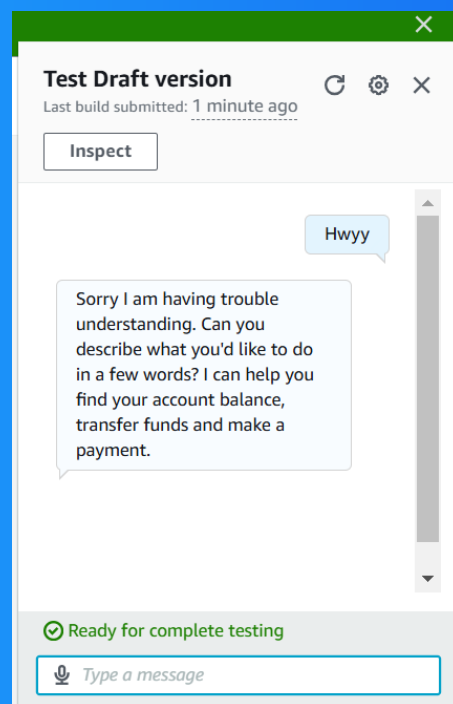 Test Draft version
Last build submitted: 1 minute ago
Inspect
Hwyy
Sorry I am having trouble
understanding. Can you
describe what you'd like to do
in a few words? I can help you
find your account balance,
transfer funds and make a
payment.
Ready for complete testing
Type a message